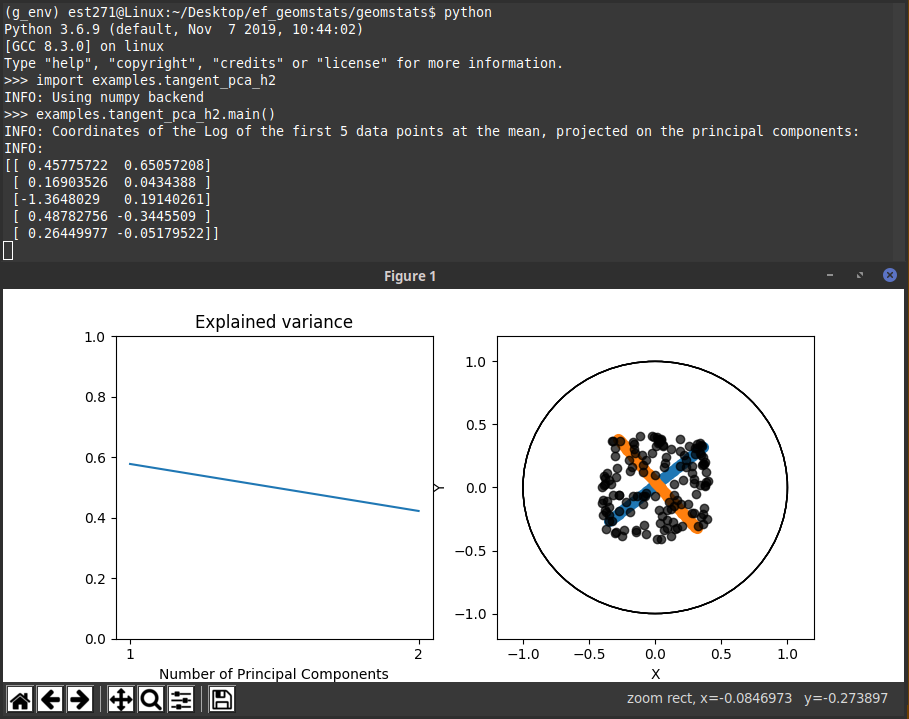 (g_env) est271@Linux:~/Desktop/ef_geomstats/geomstats$ python
Python 3.6.9 (default, Nov  7 2019, 10:44:02)
[GCC 8.3.0] on linux
Type "help", "copyright", "credits" or "license" for more information.
>>> import examples.tangent_pca_h2
INFO: Using numpy backend
>>> examples.tangent_pca_h2.main()
INFO: Coordinates of the Log of the first 5 data points at the mean, projected on the principal components:
INFO:
[[ 0.45775722  0.65057208]
 [ 0.16903526  0.0434388 ]
 [-1.3648029   0.19140261]
 [ 0.48782756 -0.3445509 ]
 [ 0.26449977 -0.05179522]]
Figure 1
Explained variance
1.0
0.8
0.6
0.4
0.2
0.0
1 2
Number of Principal Components
Y
1.0
0.5
0.0
−0.5
−1.0
−1.0 −0.5 0.0 0.5 1.0
X
zoom rect, x=-0.0846973   y=-0.273897